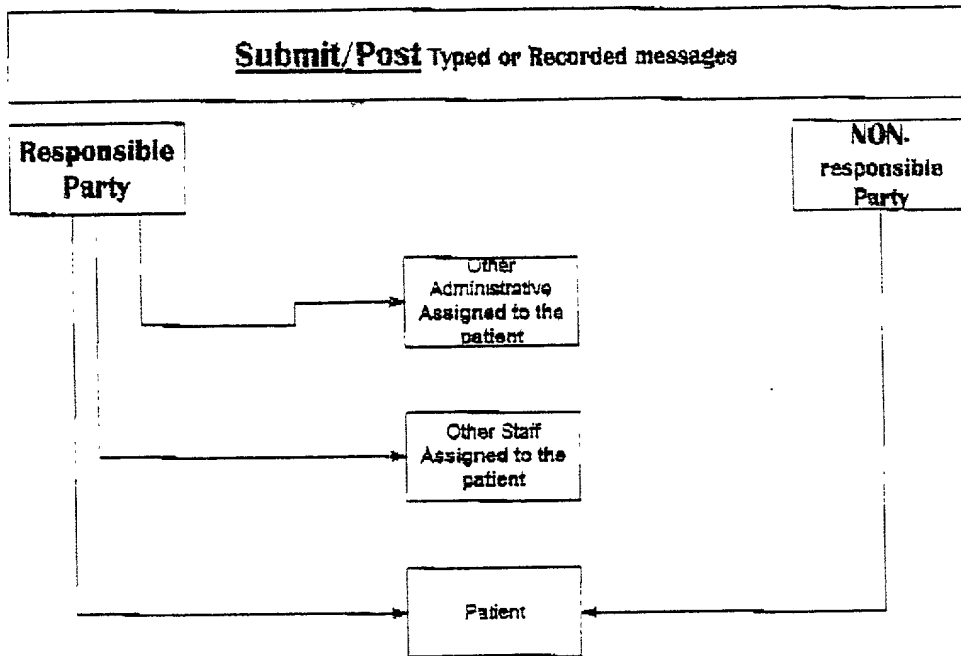 Submit/Post Typed or Recorded messages
Responsible
Party
NON-
responsible
Party
Other
Administrative
Assigned to the
patient
Other Staff
Assigned to the
patient
Patient